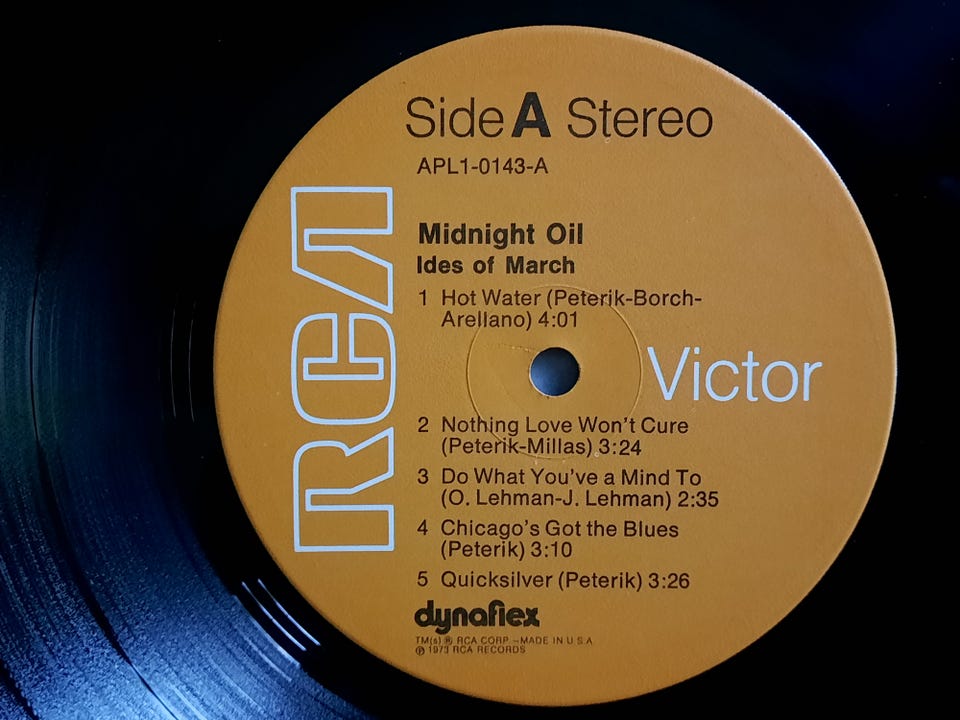 Side A Stereo
APL1-0143-A
Midnight Oil
Ides of March
1 Hot Water (Peterik-Borch-
Arellano) 4:01
RCA
Victor
2 Nothing Love Won't Cure
(Peterik-Millas) 3:24
3 Do What You've a Mind To
(O. Lehman-J. Lehman) 2:35
4 Chicago's Got the Blues
(Peterik) 3:10
5 Quicksilver (Peterik) 3:26
dynaflex
TM(s) ® RCA CORP.–MADE IN U.S.A.
℗ 1973 RCA RECORDS